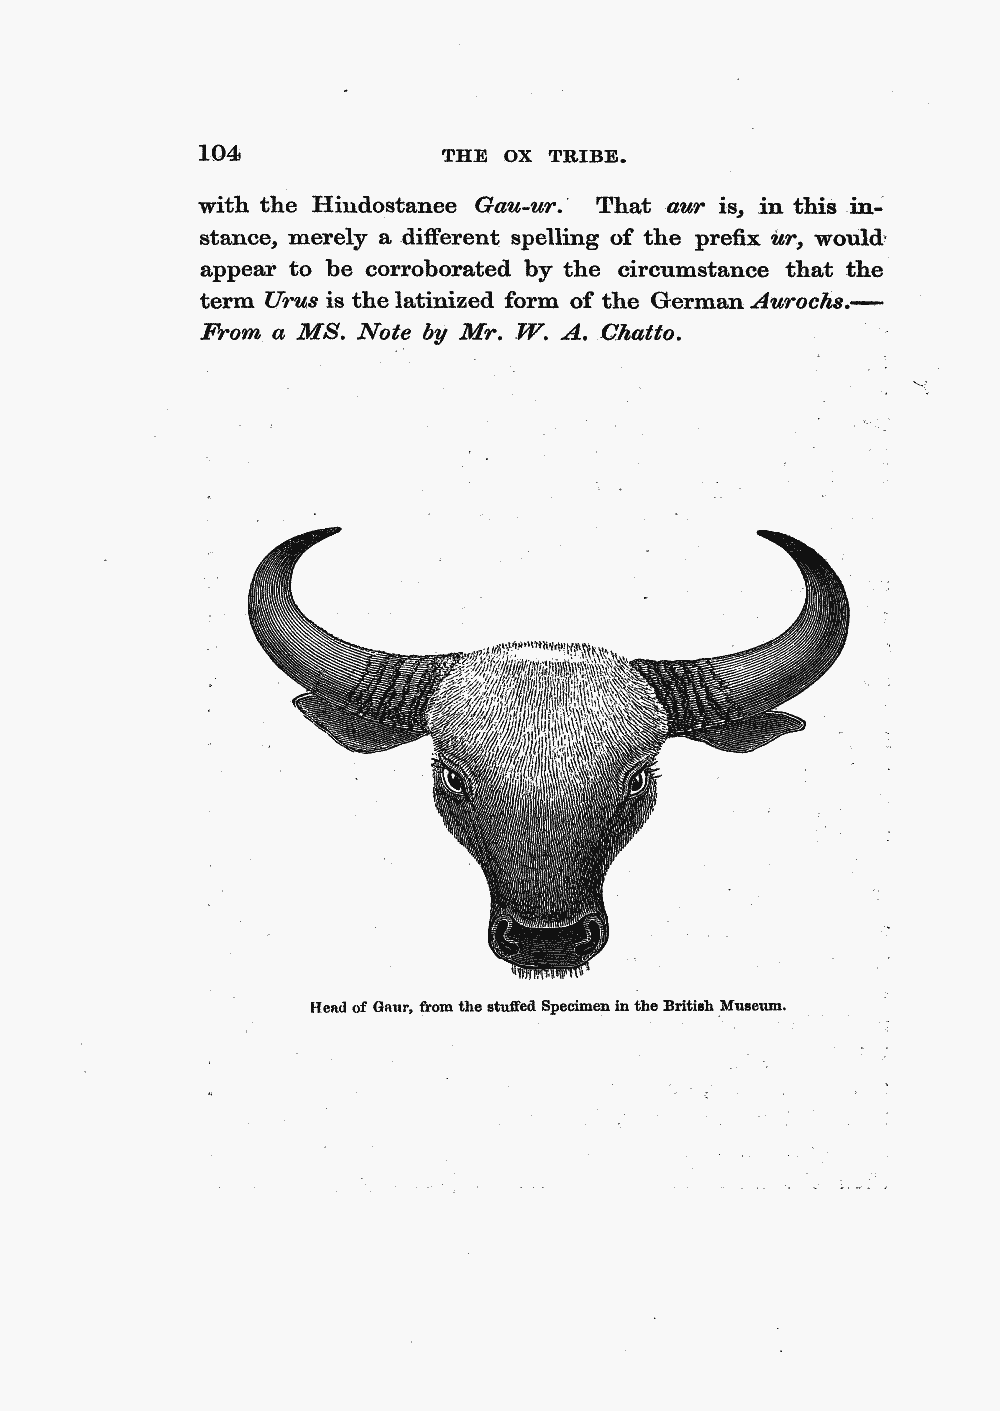 104 THE OX TRIBE.
with the Hindostanee Gau-ur. That aur is, in this in-
stance, merely a different spelling of the prefix ur, would
appear to be corroborated by the circumstance that the
term Urus is the latinized form of the German Aurochs.—
From a MS. Note by Mr. W. A. Chatto.
Head of Gaur, from the stuffed Specimen in the British Museum.